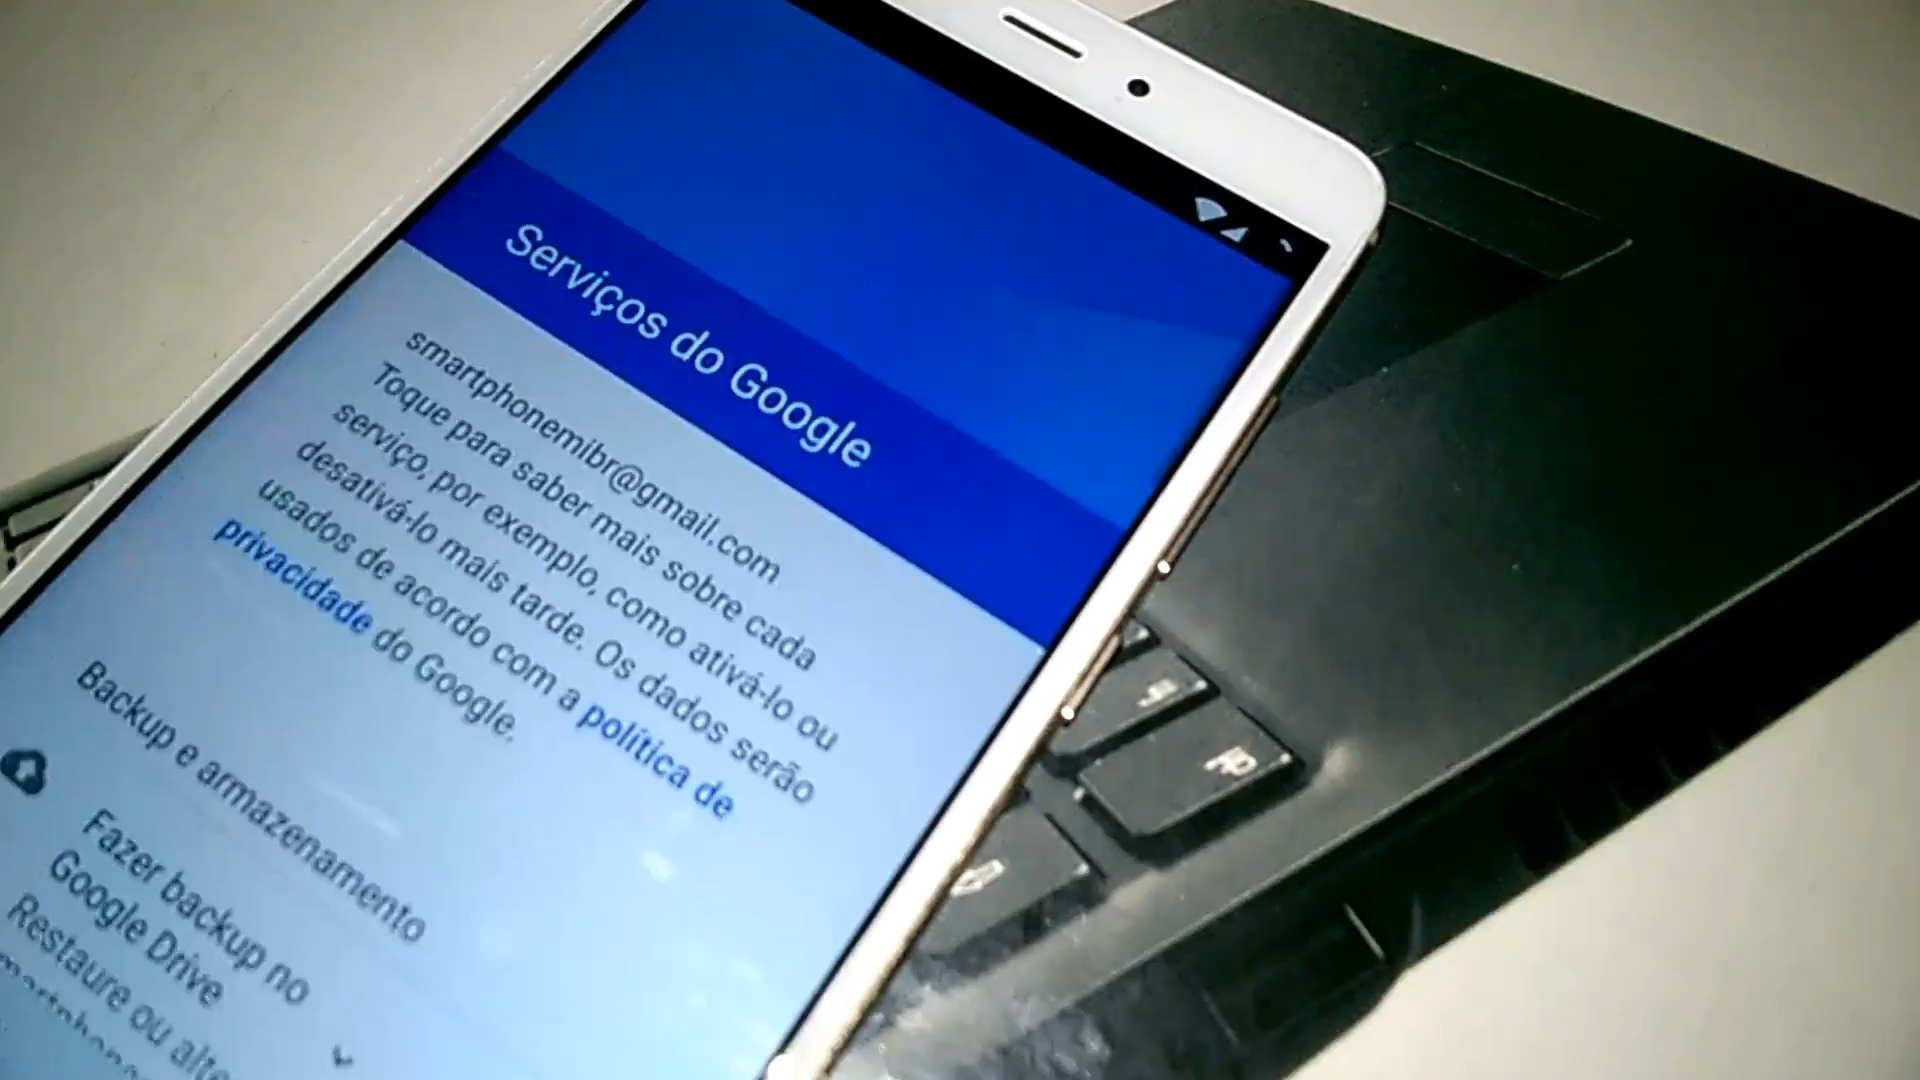 Serviços do Google
smartphonemibr@gmail.com
Toque para saber mais sobre cada
serviço, por exemplo, como ativá-lo ou
desativá-lo mais tarde. Os dados serão
usados de acordo com a política de
privacidade do Google.
Backup e armazenamento
Fazer backup no
Google Drive
Restaure ou alte